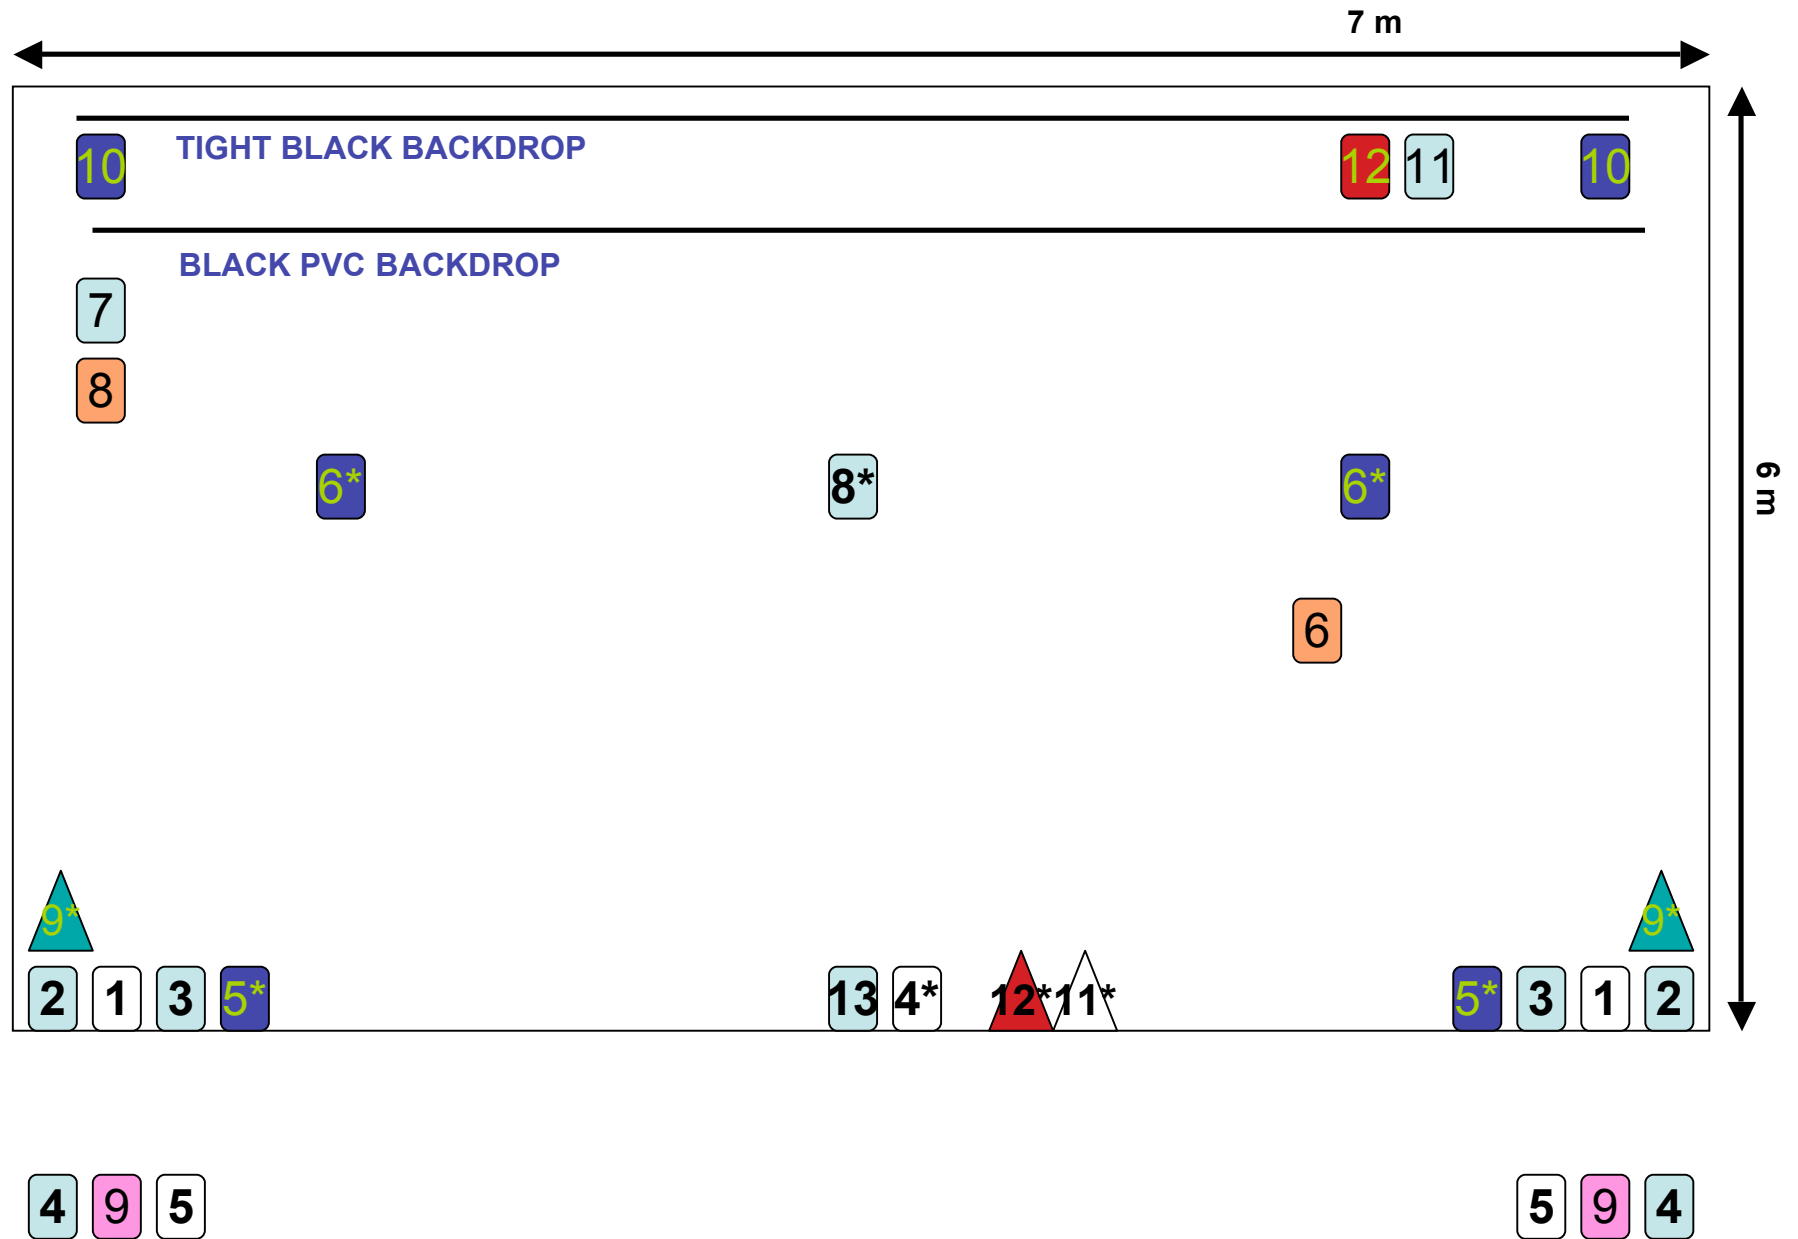 7 m
TIGHT BLACK BACKDROP
10 12 11 10
BLACK PVC BACKDROP
7
8
6* 8* 6*
6 m
6
9* 9*
2 1 3 5* 13 4* 12* 11* 5* 3 1 2
4 9 5 5 9 4